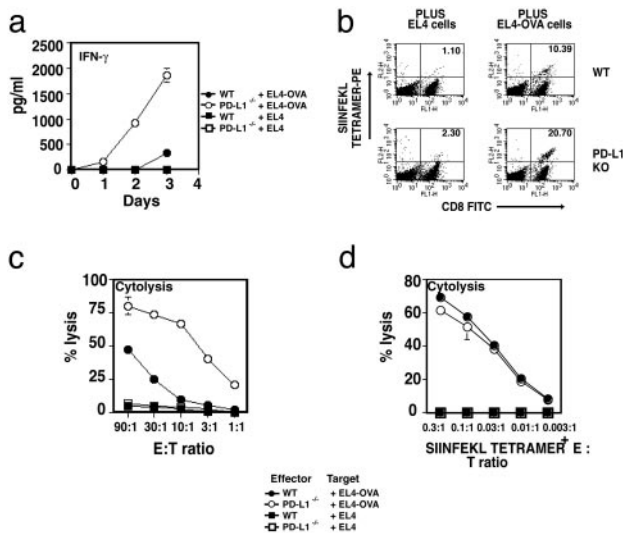 a
IFN-γ
2500
2000
1500
1000
500
0
pg/ml
0 1 2 3 4
Days
WT + EL4-OVA
PD-L1 -/- + EL4-OVA
WT + EL4
PD-L1 -/- + EL4
b
PLUS
EL4 cells
PLUS
EL4-OVA cells
1.10
10.39
WT
2.30
20.70
PD-L1
KO
SIINFEKL
TETRAMER-PE
FL2-H
FL1-H
CD8 FITC
c
Cytolysis
100
75
50
25
0
% lysis
90:1 30:1 10:1 3:1 1:1
E:T ratio
d
Cytolysis
80
60
40
20
0
% lysis
0.3:1 0.1:1 0.03:1 0.01:1 0.003:1
SIINFEKL TETRAMER+ E :
T ratio
Effector Target
WT + EL4-OVA
PD-L1 -/- + EL4-OVA
WT + EL4
PD-L1 -/- + EL4